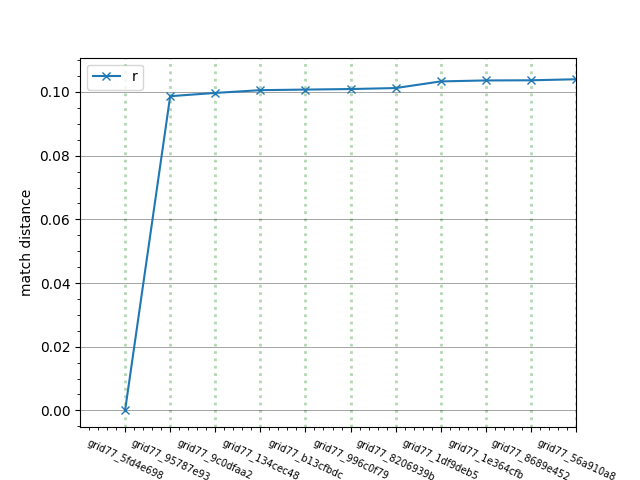 r
match distance
0.10
0.08
0.06
0.04
0.02
0.00
grid77_5fd4e698
grid77_95787e93
grid77_9c0dfaa2
grid77_134cec48
grid77_b13cfbdc
grid77_996c0f79
grid77_8206939b
grid77_1df9deb5
grid77_1e364cfb
grid77_8689e452
grid77_56a910a8